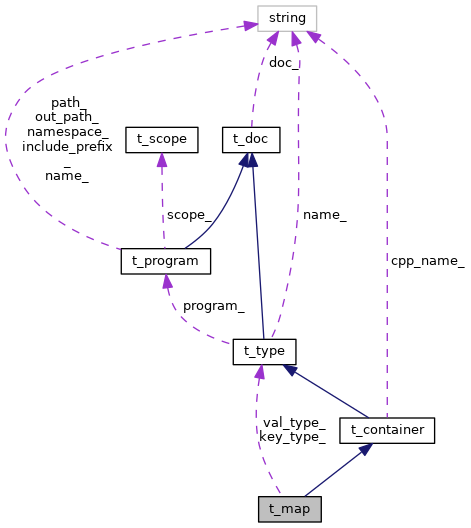 string
doc_
path_
out_path_
namespace_
include_prefix
_
name_
t_scope
t_doc
scope_
name_
t_program
cpp_name_
program_
t_type
val_type_
key_type_
t_container
t_map